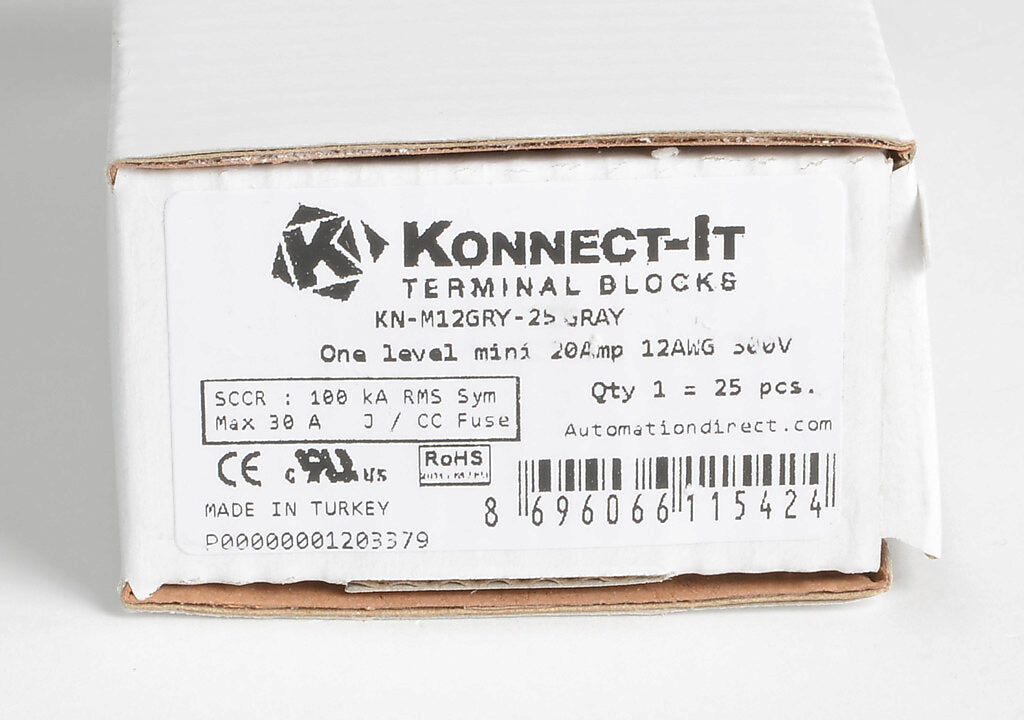 K KONNECT-IT
TERMINAL BLOCKS
KN-M12GRY-25 GRAY
One level mini 20Amp 12AWG
SCCR : 100 kA RMS Sym
Max 30 A J / CC Fuse
Qty 1 = 25 pcs.
Automationdirect.com
CE c US
RoHS
MADE IN TURKEY
P00000001203379
8 696066 115424